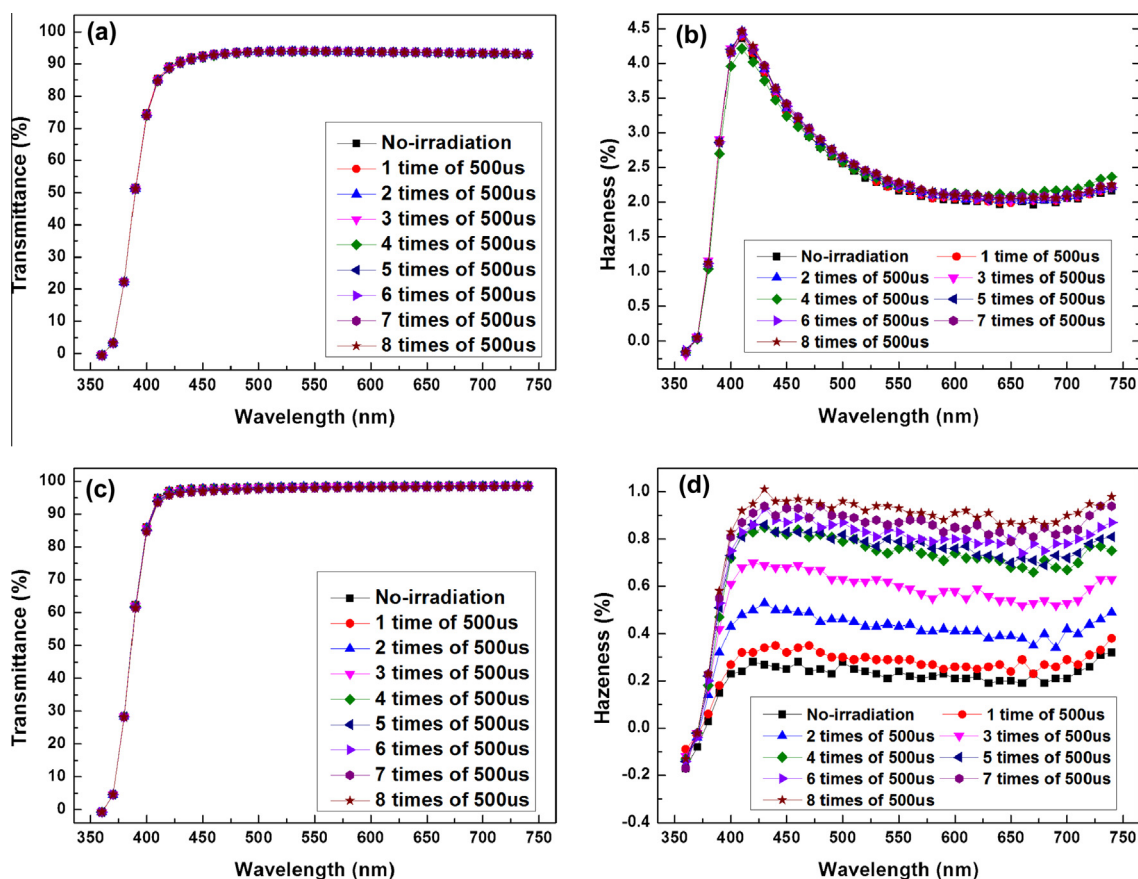 (a)
Transmittance (%)
100
90
80
70
60
50
40
30
20
10
0
No-irradiation
1 time of 500us
2 times of 500us
3 times of 500us
4 times of 500us
5 times of 500us
6 times of 500us
7 times of 500us
8 times of 500us
350 400 450 500 550 600 650 700 750
Wavelength (nm)
(b)
Hazeness (%)
4.5
4.0
3.5
3.0
2.5
2.0
1.5
1.0
0.5
0.0
No-irradiation 1 time of 500us
2 times of 500us 3 times of 500us
4 times of 500us 5 times of 500us
6 times of 500us 7 times of 500us
8 times of 500us
350 400 450 500 550 600 650 700 750
Wavelength (nm)
(c)
Transmittance (%)
100
90
80
70
60
50
40
30
20
10
0
No-irradiation
1 time of 500us
2 times of 500us
3 times of 500us
4 times of 500us
5 times of 500us
6 times of 500us
7 times of 500us
8 times of 500us
350 400 450 500 550 600 650 700 750
Wavelength (nm)
(d)
Hazeness (%)
1.0
0.8
0.6
0.4
0.2
0.0
-0.2
-0.4
No-irradiation 1 time of 500us
2 times of 500us 3 times of 500us
4 times of 500us 5 times of 500us
6 times of 500us 7 times of 500us
8 times of 500us
350 400 450 500 550 600 650 700 750
Wavelength (nm)